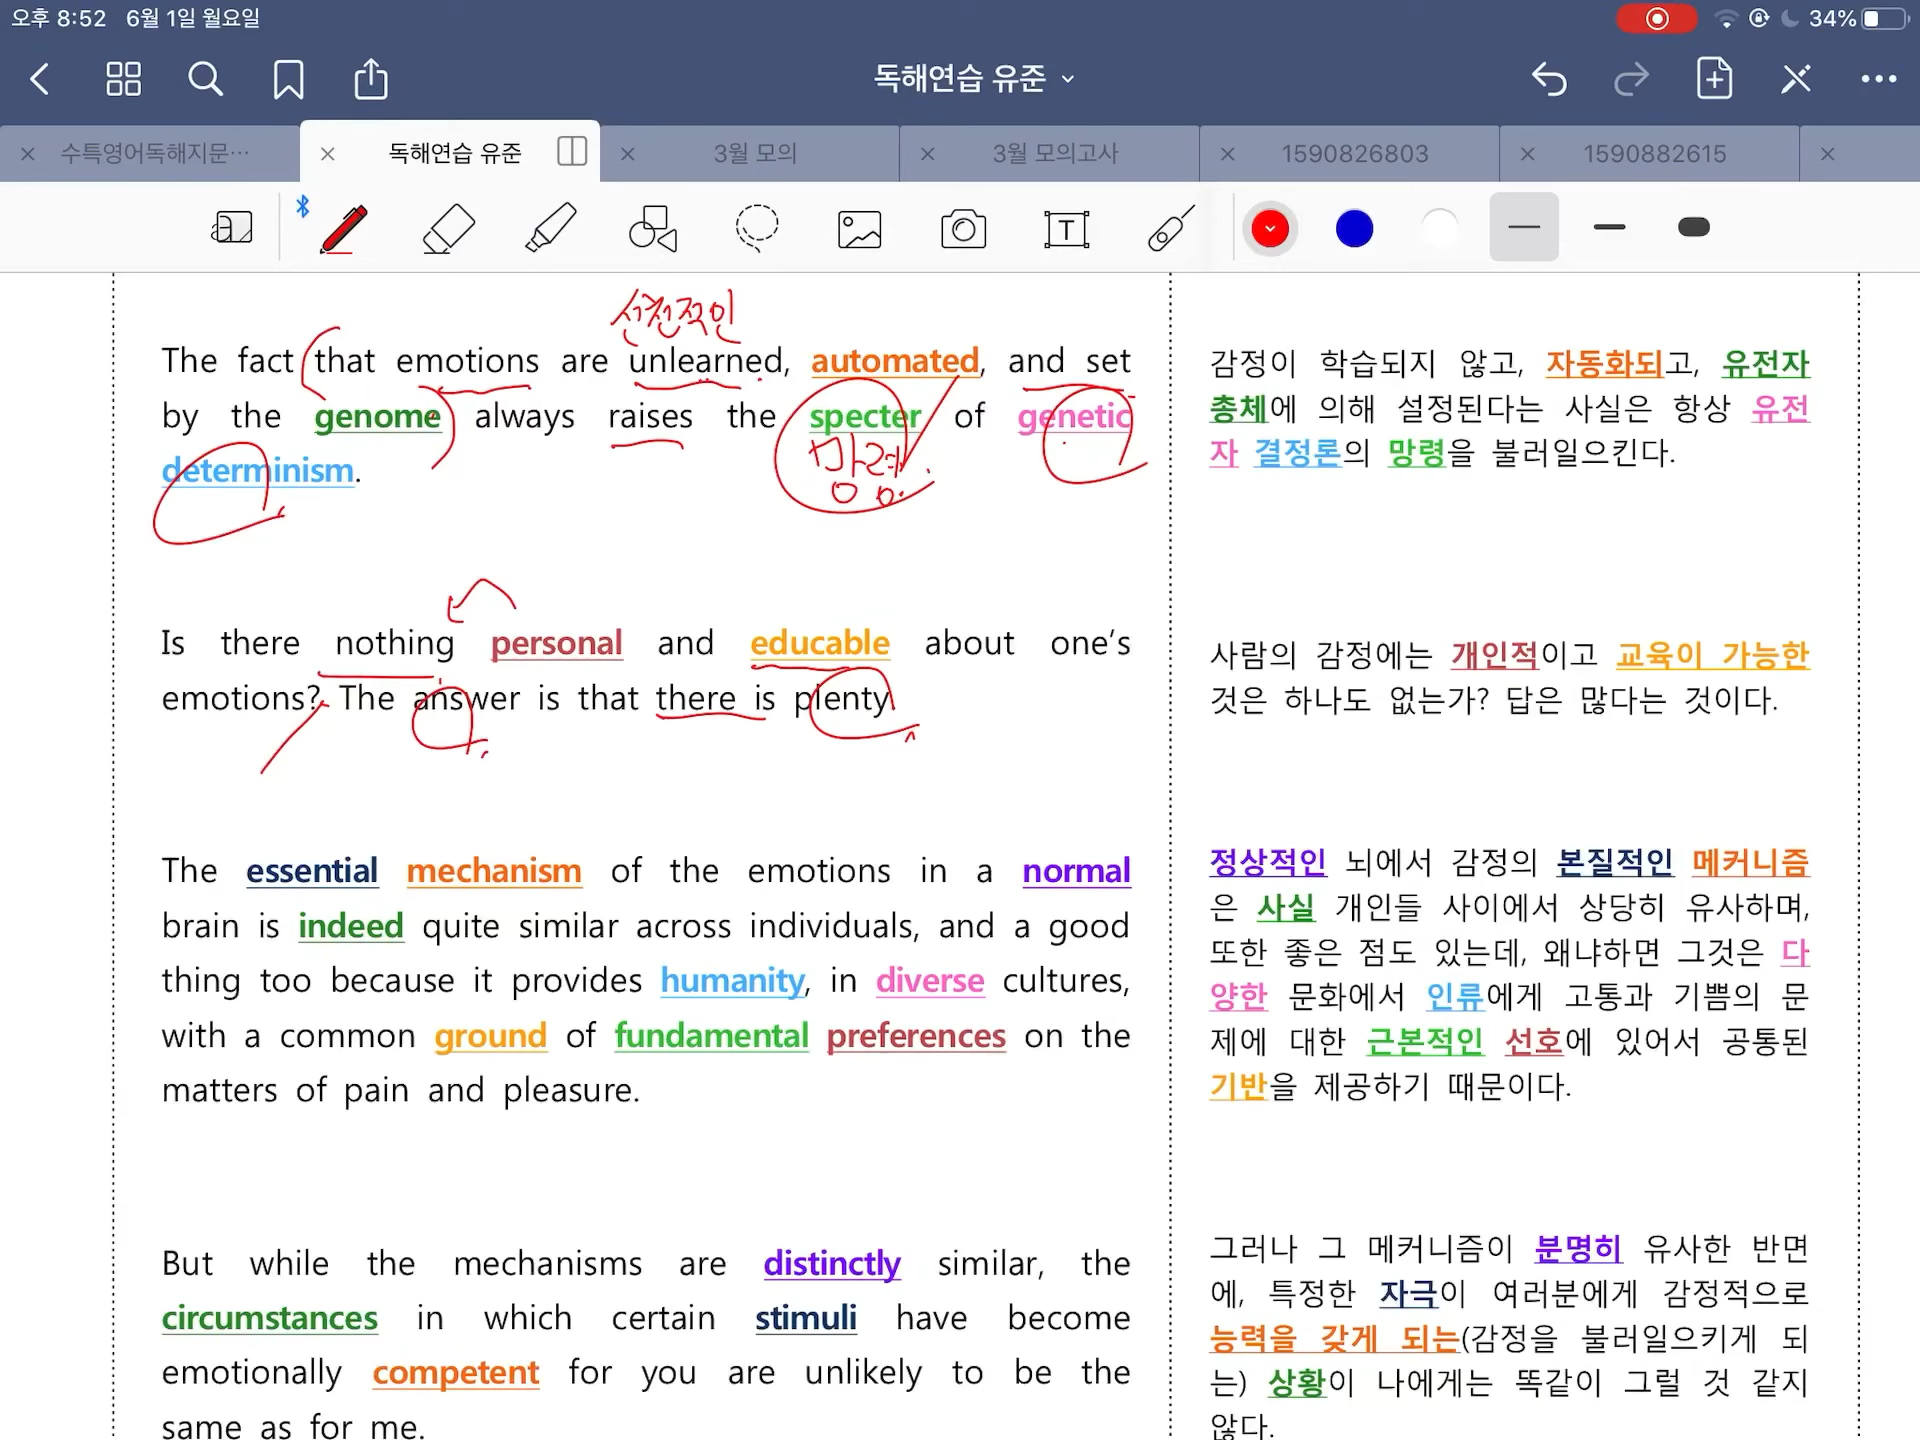 오후 8:52 6월 1일 월요일
34%
독해연습 유준
수특영어독해지문…
독해연습 유준
3월 모의
3월 모의고사
1590826803
1590882615
선천적인
The fact that emotions are unlearned, automated, and set
by the genome always raises the specter of genetic
망령
determinism.
감정이 학습되지 않고, 자동화되고, 유전자
총체에 의해 설정된다는 사실은 항상 유전
자 결정론의 망령을 불러일으킨다.
Is there nothing personal and educable about one's
emotions? The answer is that there is plenty.
사람의 감정에는 개인적이고 교육이 가능한
것은 하나도 없는가? 답은 많다는 것이다.
The essential mechanism of the emotions in a normal
brain is indeed quite similar across individuals, and a good
thing too because it provides humanity, in diverse cultures,
with a common ground of fundamental preferences on the
matters of pain and pleasure.
정상적인 뇌에서 감정의 본질적인 메커니즘
은 사실 개인들 사이에서 상당히 유사하며,
또한 좋은 점도 있는데, 왜냐하면 그것은 다
양한 문화에서 인류에게 고통과 기쁨의 문
제에 대한 근본적인 선호에 있어서 공통된
기반을 제공하기 때문이다.
But while the mechanisms are distinctly similar, the
circumstances in which certain stimuli have become
emotionally competent for you are unlikely to be the
same as for me.
그러나 그 메커니즘이 분명히 유사한 반면
에, 특정한 자극이 여러분에게 감정적으로
능력을 갖게 되는(감정을 불러일으키게 되
는) 상황이 나에게는 똑같이 그럴 것 같지
않다.